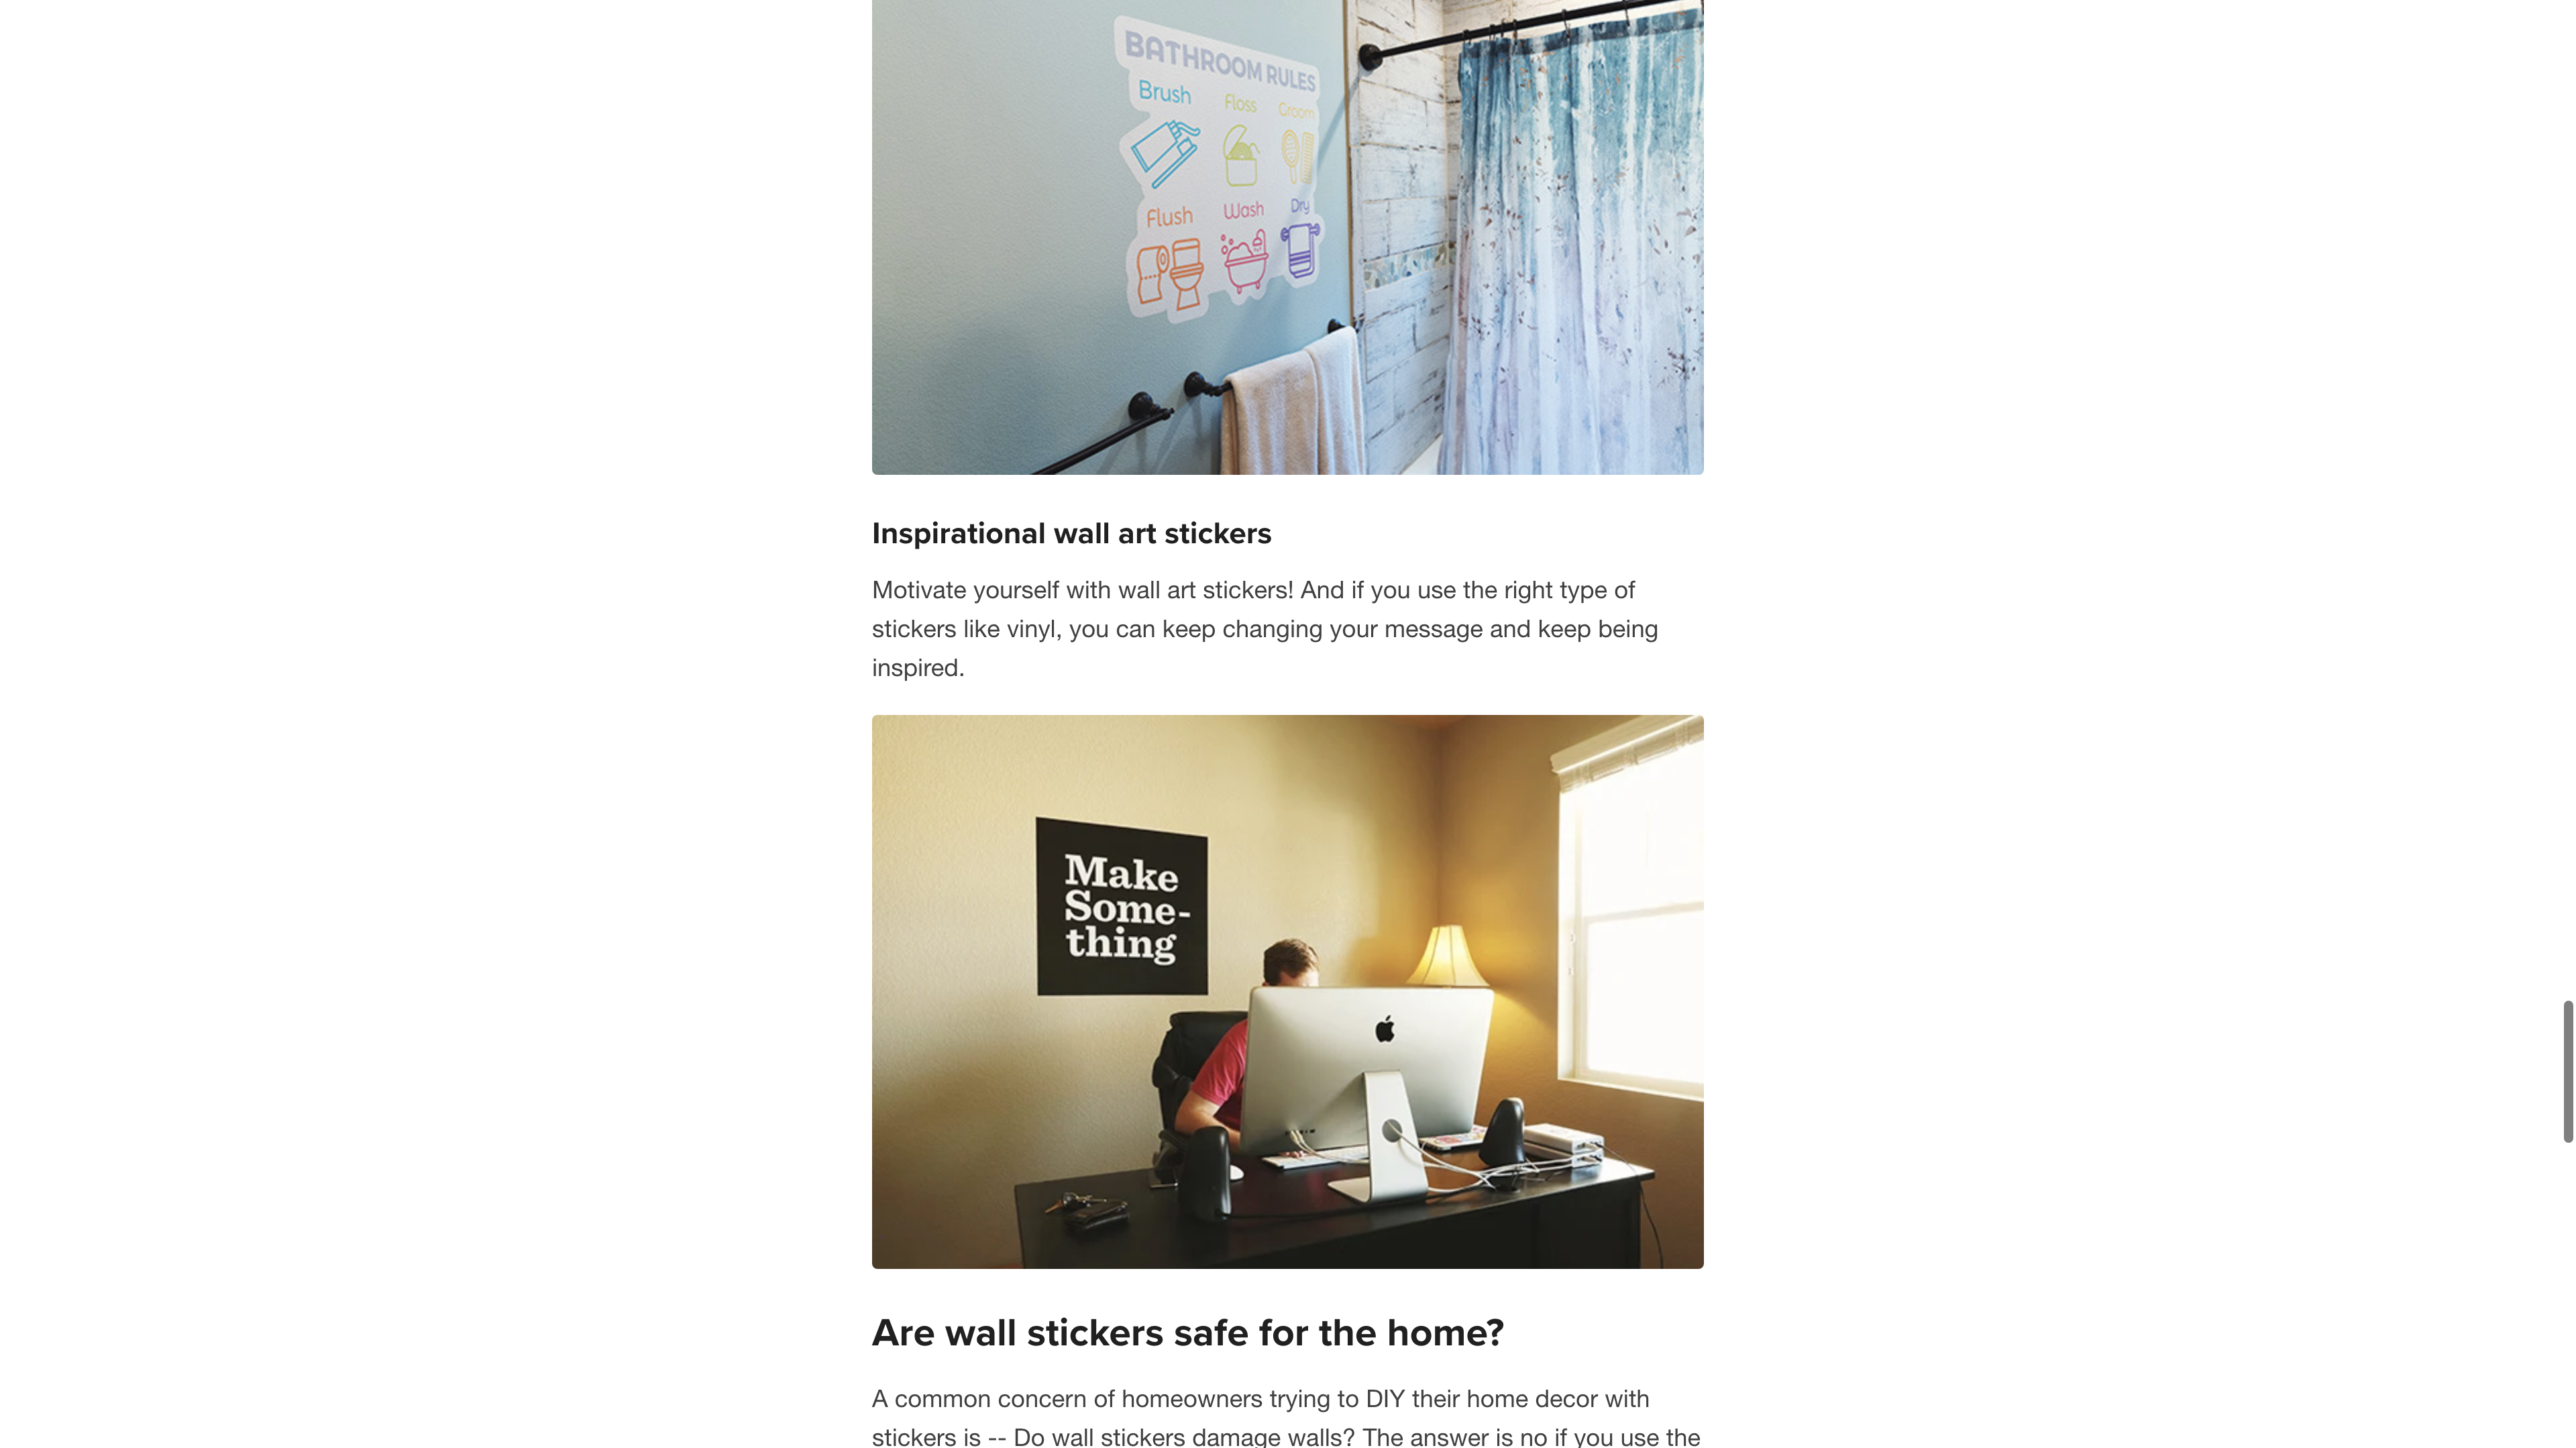 BATHROOM RULES
Brush Floss Groom
Flush Wash Dry
Inspirational wall art stickers
Motivate yourself with wall art stickers! And if you use the right type of
stickers like vinyl, you can keep changing your message and keep being
inspired.
Make
Some-
thing
Are wall stickers safe for the home?
A common concern of homeowners trying to DIY their home decor with
stickers is -- Do wall stickers damage walls? The answer is no if you use the